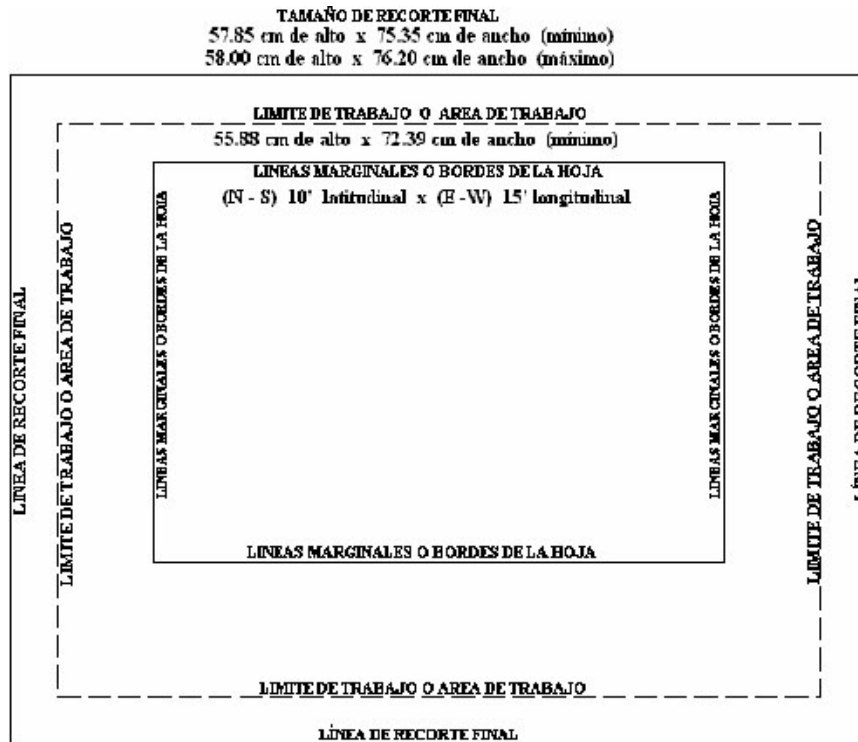 TAMAÑO DE RECORTE FINAL
57.85 cm de alto x 75.35 cm de ancho (mínimo)
58.00 cm de alto x 76.20 cm de ancho (máximo)
LIMITE DE TRABAJO O AREA DE TRABAJO
55.88 cm de alto x 72.39 cm de ancho (mínimo)
LINEAS MARGINALES O BORDES DE LA HOJA
(N - S) 10' latitudinal x (E -W) 15' longitudinal
LINEA DE RECORTE FINAL
LIMITE DE TRABAJO O AREA DE TRABAJO
LINEAS MARGINALES O BORDES DE LA HOJA
LINEAS MARGINALES O BORDES DE LA HOJA
LIMITE DE TRABAJO O AREA DE TRABAJO
LÍNEA DE RECORTE FINAL
LINEAS MARGINALES O BORDES DE LA HOJA
LIMITE DE TRABAJO O AREA DE TRABAJO
LÍNEA DE RECORTE FINAL